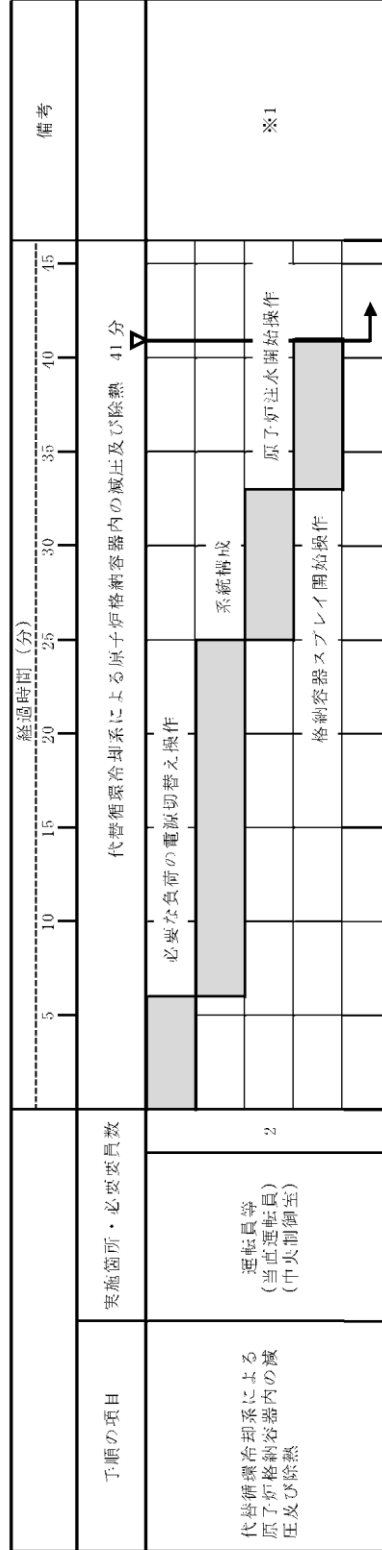 経過時間(分)
備考
手順の項目
実施箇所・必要要員数
5
10
15
20
25
30
35
40
45
代替循環冷却系による原子炉格納容器内の減圧及び除熱 41分
代替循環冷却系による
原子炉格納容器内の減
圧及び除熱
運転員等
(当直運転員)
(中央制御室)
2
必要な負荷の電源切替え操作
系統構成
原子炉注水開始操作
格納容器スプレイ開始操作
※1